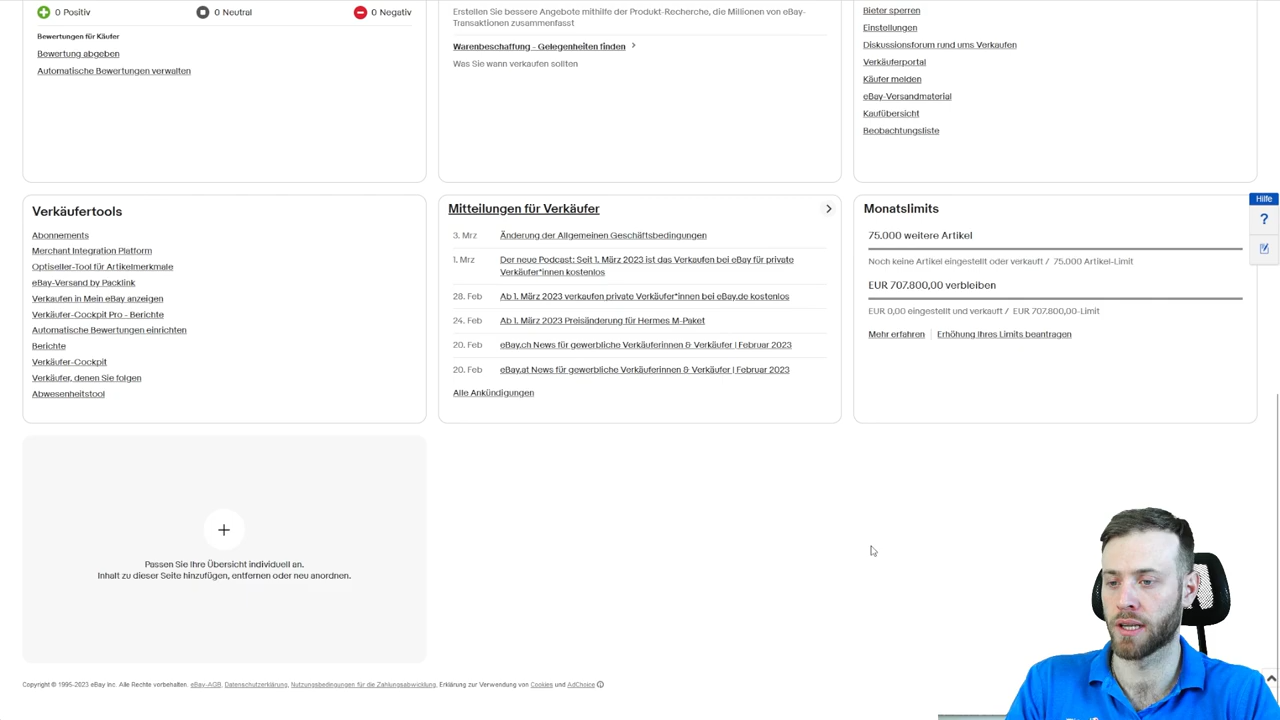 0 Positiv
0 Neutral
0 Negativ
Bewertungen für Käufer
Bewertung abgeben
Automatische Bewertungen verwalten
Erstellen Sie bessere Angebote mithilfe der Produkt-Recherche, die Millionen von eBay-
Transaktionen zusammenfasst
Warenbeschaffung - Gelegenheiten finden
Was Sie wann verkaufen sollten
Bieter sperren
Einstellungen
Diskussionsforum rund ums Verkaufen
Verkäuferportal
Käufer melden
eBay-Versandmaterial
Kaufübersicht
Beobachtungsliste
Verkäufertools
Abonnements
Merchant Integration Platform
Optiseller-Tool für Artikelmerkmale
eBay-Versand by Packlink
Verkaufen in Mein eBay anzeigen
Verkäufer-Cockpit Pro - Berichte
Automatische Bewertungen einrichten
Berichte
Verkäufer-Cockpit
Verkäufer, denen Sie folgen
Abwesenheitstool
Mitteilungen für Verkäufer
3. Mrz Änderung der Allgemeinen Geschäftsbedingungen
1. Mrz Der neue Podcast: Seit 1. März 2023 ist das Verkaufen bei eBay für private
Verkäufer*innen kostenlos
28. Feb Ab 1. März 2023 verkaufen private Verkäufer*innen bei eBay.de kostenlos
24. Feb Ab 1. März 2023 Preisänderung für Hermes M-Paket
20. Feb eBay.ch News für gewerbliche Verkäuferinnen & Verkäufer | Februar 2023
20. Feb eBay.at News für gewerbliche Verkäuferinnen & Verkäufer | Februar 2023
Alle Ankündigungen
Monatslimits
75.000 weitere Artikel
Noch keine Artikel eingestellt oder verkauft / 75.000 Artikel-Limit
EUR 707.800,00 verbleiben
EUR 0,00 eingestellt und verkauft / EUR 707.800,00-Limit
Mehr erfahren Erhöhung Ihres Limits beantragen
Hilfe
?
Passen Sie Ihre Übersicht individuell an.
Inhalt zu dieser Seite hinzufügen, entfernen oder neu anordnen.
Copyright © 1995-2023 eBay Inc. Alle Rechte vorbehalten. eBay-AGB, Datenschutzerklärung, Nutzungsbedingungen für die Zahlungsabwicklung, Erklärung zur Verwendung von Cookies und AdChoice